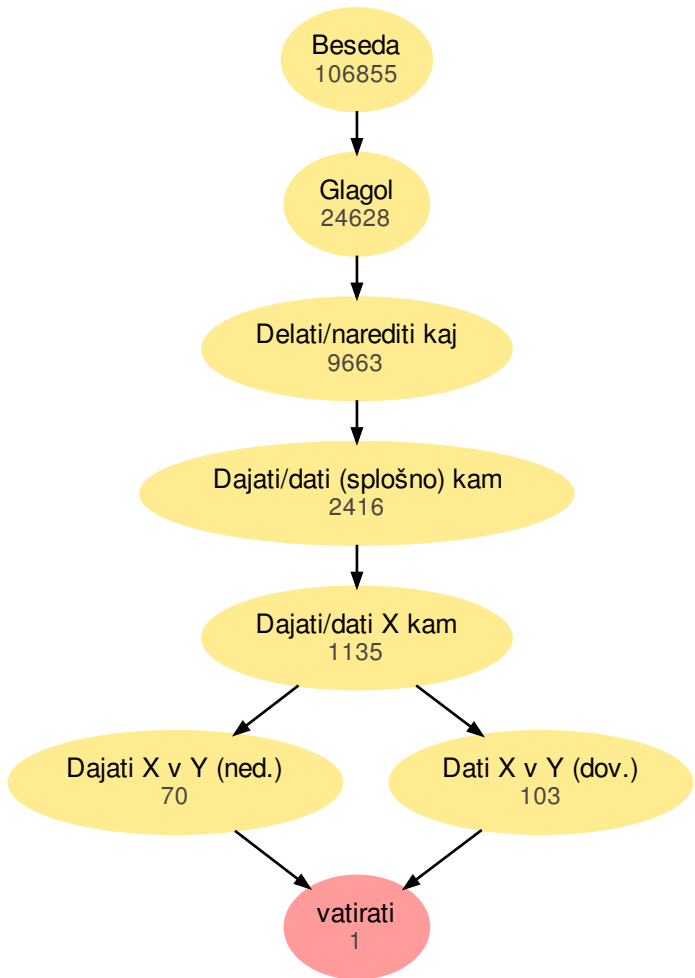 Beseda
106855
Glagol
24628
Delati/narediti kaj
9663
Dajati/dati (splošno) kam
2416
Dajati/dati X kam
1135
Dajati X v Y (ned.)
70
Dati X v Y (dov.)
103
vatirati
1